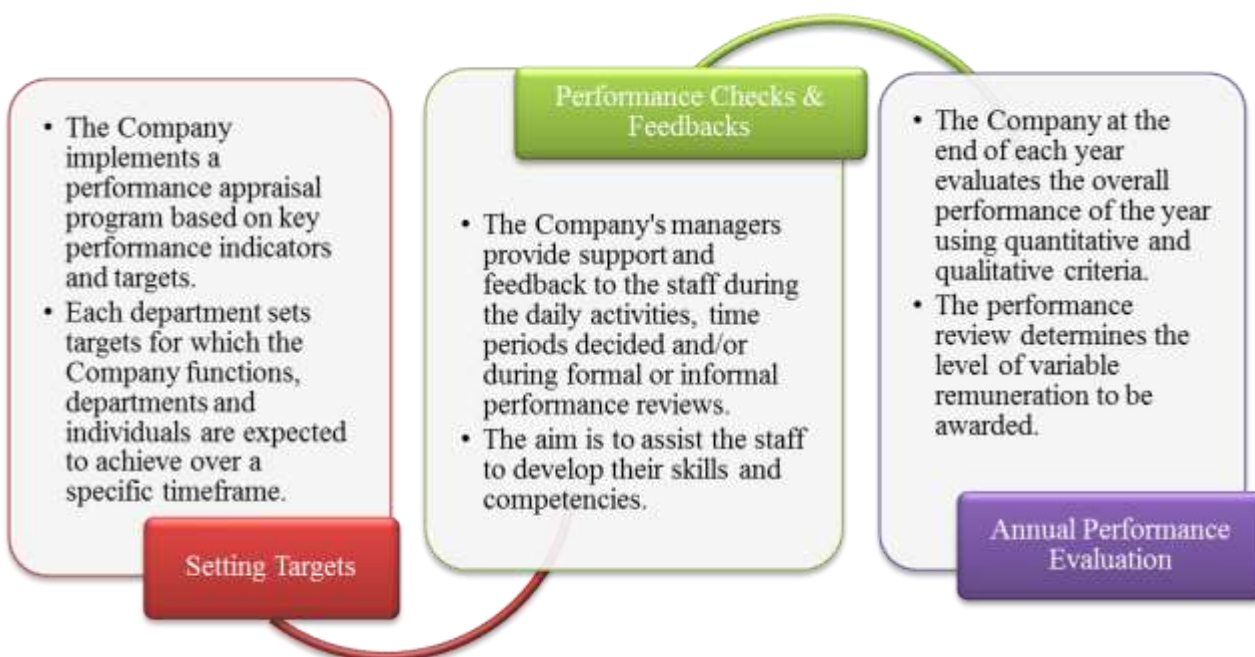 • The Company
implements a
performance appraisal
program based on key
performance indicators
and targets.
• Each department sets
targets for which the
Company functions,
departments and
individuals are expected
to achieve over a
specific timeframe.
Setting Targets
Performance Checks &
Feedbacks
• The Company's managers
provide support and
feedback to the staff during
the daily activities, time
periods decided and/or
during formal or informal
performance reviews.
• The aim is to assist the staff
to develop their skills and
competencies.
• The Company at the
end of each year
evaluates the overall
performance of the year
using quantitative and
qualitative criteria.
• The performance
review determines the
level of variable
remuneration to be
awarded.
Annual Performance
Evaluation